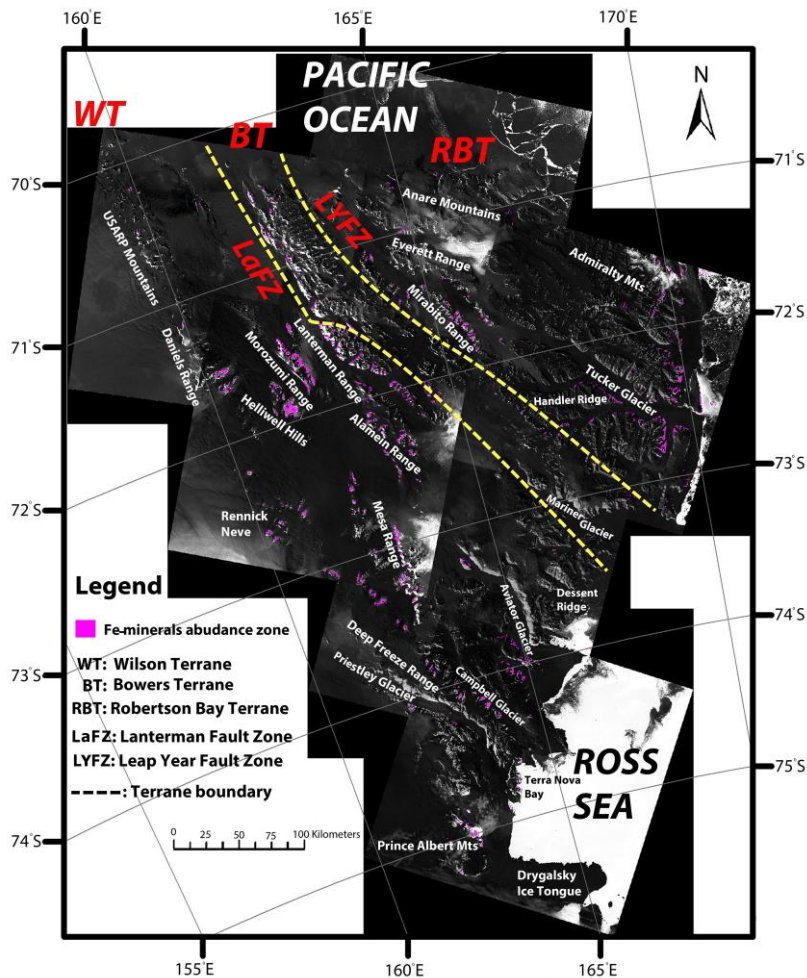 160°E
165°E
170°E
PACIFIC
OCEAN
N
WT
BT
RBT
70°S
71°S
Anare Mountains
USARP Mountains
LYFZ
Everett Range
Admiralty Mts
LaFZ
Mirabito Range
72°S
71°S
Daniels Range
Morozumi Range
Lanterman Range
Tucker Glacier
Handler Ridge
Helliwell Hills
Alamein Range
73°S
72°S
Mariner Glacier
Rennick
Neve
Mesa Range
Aviator Glacier
Dessent
Ridge
74°S
Legend
Fe-minerals abudance zone
WT: Wilson Terrane
BT: Bowers Terrane
RBT: Robertson Bay Terrane
LaFZ: Lanterman Fault Zone
LYFZ: Leap Year Fault Zone
: Terrane boundary
0 25 50 75 100 Kilometers
73°S
Deep Freeze Range
Priestley Glacier
Campbell Glacier
ROSS
SEA
75°S
Terra Nova
Bay
74°S
Prince Albert Mts
Drygalsky
Ice Tongue
155°E
160°E
165°E